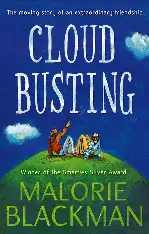 The moving story of an extraordinary friendship
CLOUD
BUSTING
Winner of the Smarties Silver Award
MALORIE
BLACKMAN